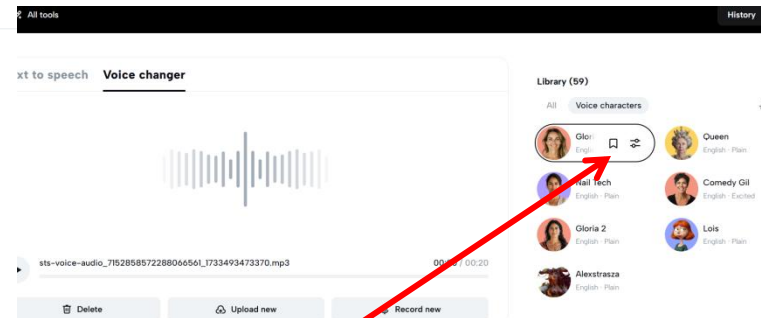 All tools
History
xt to speech Voice changer
Library (59)
All Voice characters
Glori
Engli
Queen
English · Plain
Nail Tech
English · Plain
Comedy Gil
English · Excited
Gloria 2
English · Plain
Lois
English · Plain
Alexstrasza
English · Plain
sts-voice-audio_7152858572288066561_1733493473370.mp3
/ 00:20
Delete
Upload new
Record new